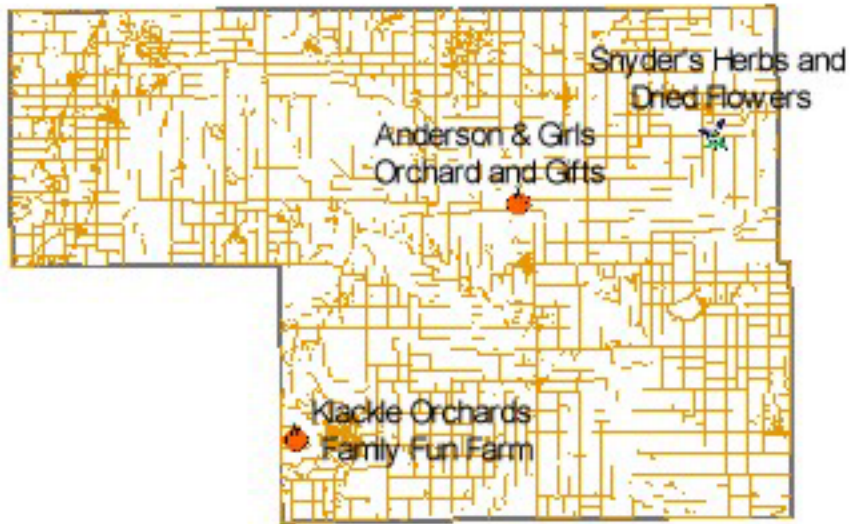 Snyder's Herbs and
Dried Flowers
Anderson & Girls
Orchard and Gifts
Klackle Orchards
Family Fun Farm